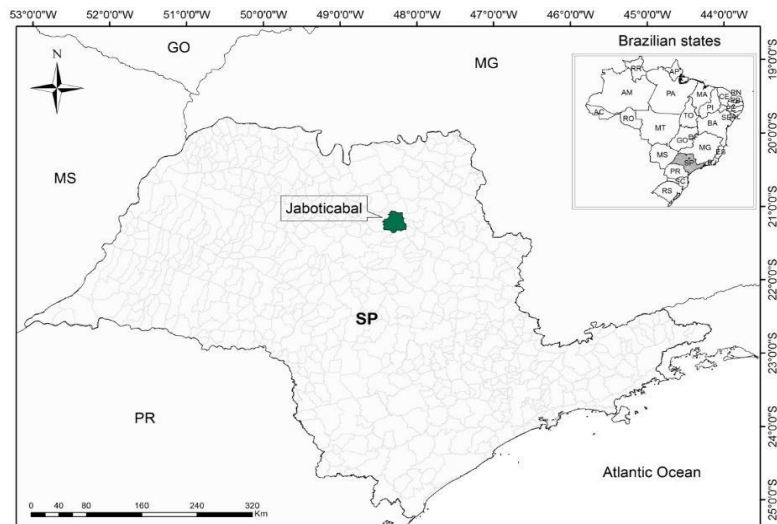 53°0'0"W 52°0'0"W 51°0'0"W 50°0'0"W 49°0'0"W 48°0'0"W 47°0'0"W 46°0'0"W 45°0'0"W 44°0'0"W
N
GO
MG
MS
Jaboticabal
SP
PR
Atlantic Ocean
0 40 80 160 240 320
Km
Brazilian states
RR AP
AM PA MA CE RN
PI
AC RO TO
MT BA
GO
MS MG ES
SP
PR
SC
RS
19°0'0"S
20°0'0"S
21°0'0"S
22°0'0"S
23°0'0"S
24°0'0"S
25°0'0"S